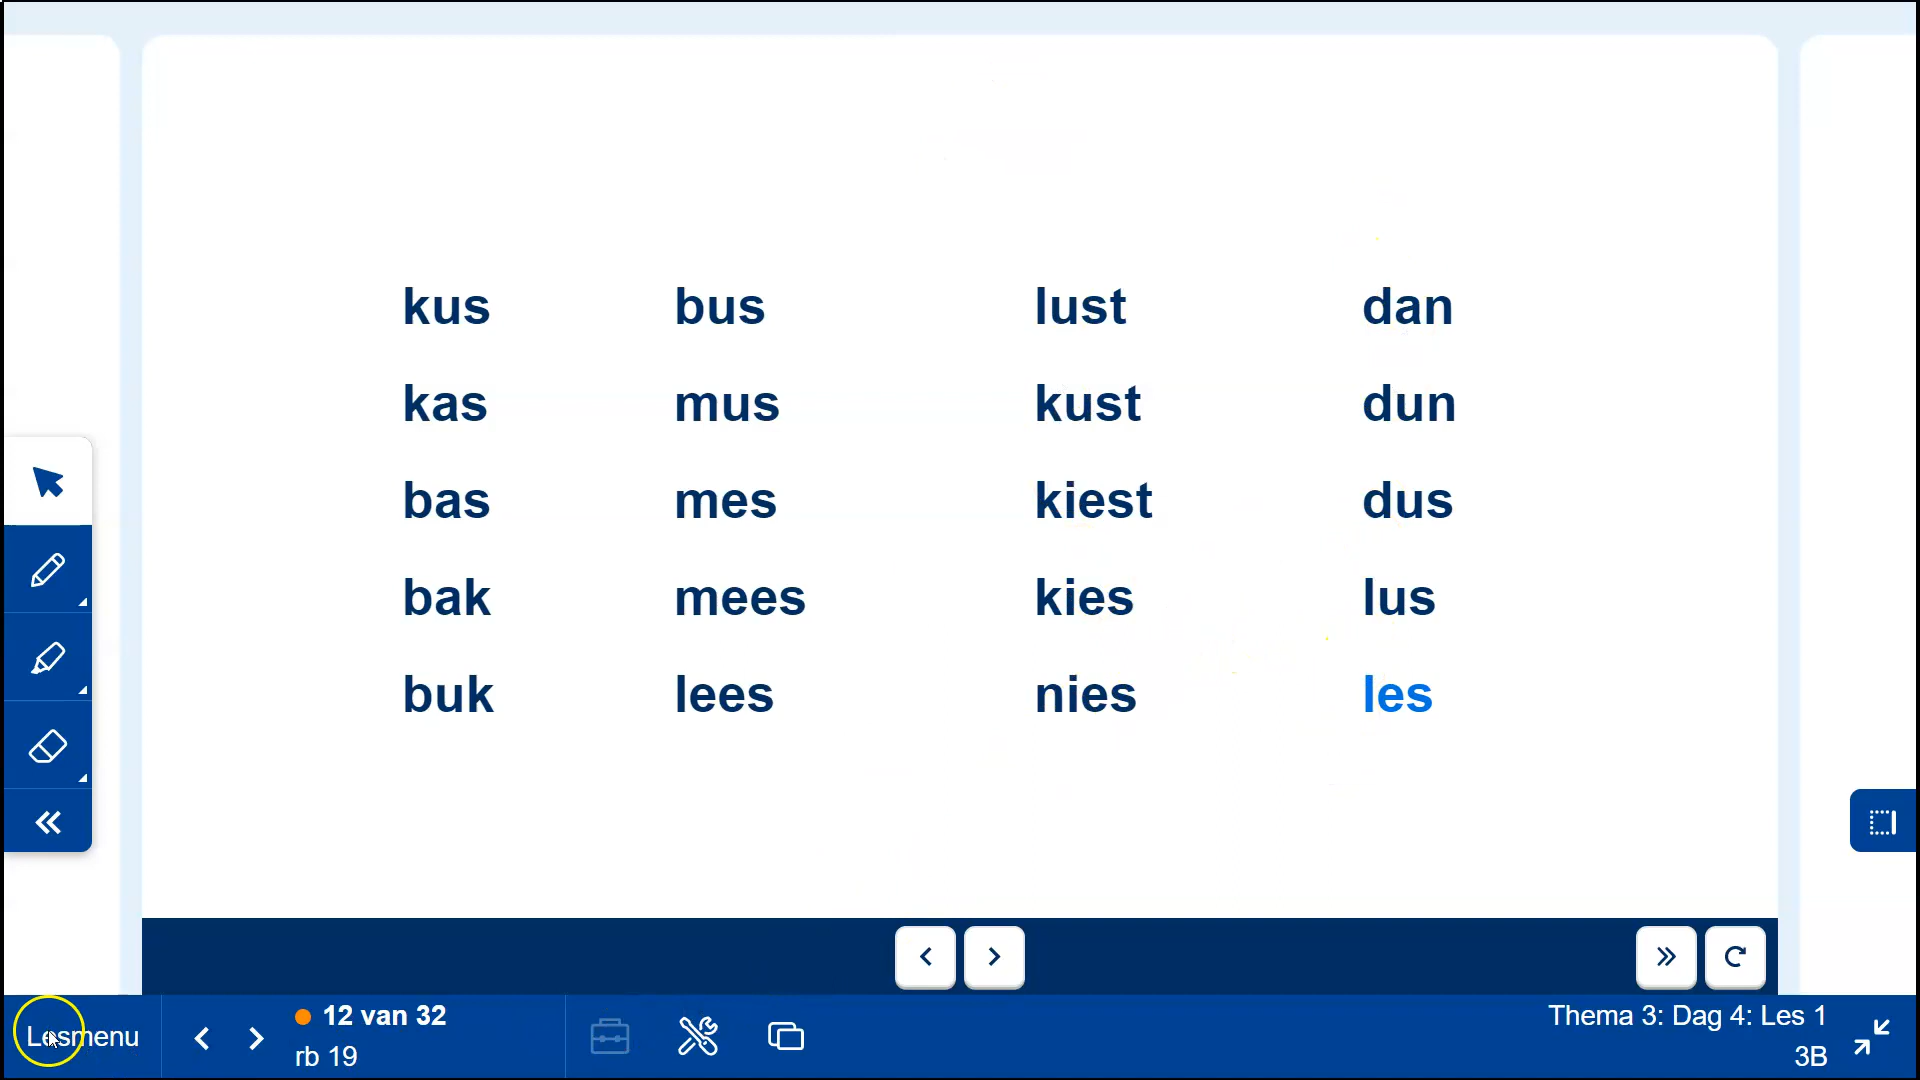 kus bus lust dan
kas mus kust dun
bas mes kiest dus
bak mees kies lus
buk lees nies les
Lesmenu
12 van 32
rb 19
Thema 3: Dag 4: Les 1
3B